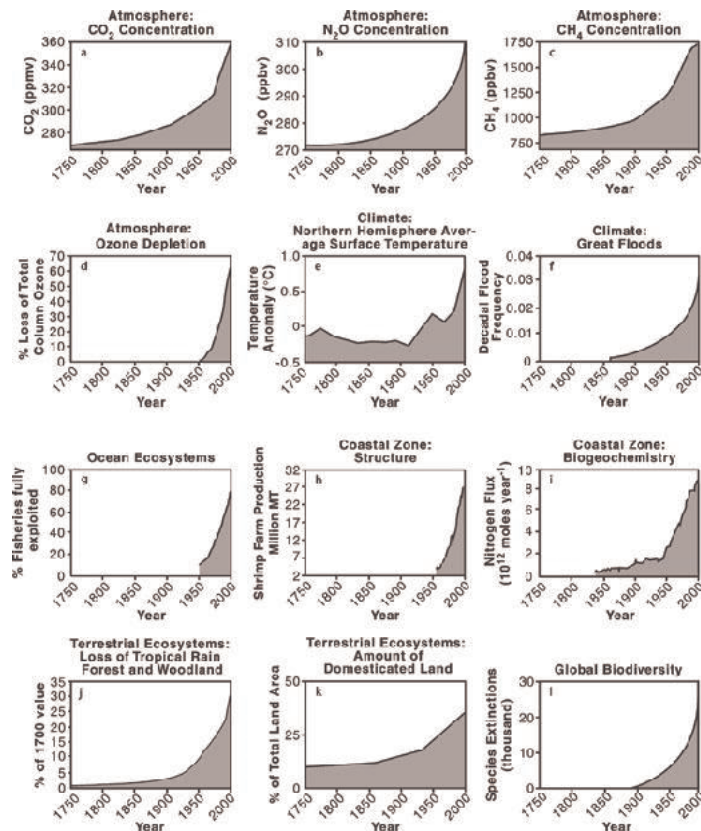 Atmosphere:
CO2 Concentration
a
360
340
320
300
280
CO2 (ppmv)
1750
1800
1850
1900
1950
2000
Year
Atmosphere:
N2O Concentration
b
310
300
290
280
270
N2O (ppbv)
1750
1800
1850
1900
1950
2000
Year
Atmosphere:
CH4 Concentration
c
1750
1500
1250
1000
750
CH4 (ppbv)
1750
1800
1850
1900
1950
2000
Year
Atmosphere:
Ozone Depletion
d
70
60
50
40
30
20
10
0
% Loss of Total
Column Ozone
1750
1800
1850
1900
1950
2000
Year
Climate:
Northern Hemisphere Aver-
age Surface Temperature
e
1.0
0.5
0
-0.5
Temperature
Anomaly (°C)
1750
1800
1850
1900
1950
2000
Year
Climate:
Great Floods
f
0.04
0.03
0.02
0.01
0
Decadal Flood
Frequency
1750
1800
1850
1900
1950
2000
Year
Ocean Ecosystems
g
100
80
60
40
20
0
% Fisheries fully
exploited
1750
1800
1850
1900
1950
2000
Year
Coastal Zone:
Structure
h
32
27
22
17
12
7
2
Shrimp Farm Production
Million MT
1750
1800
1850
1900
1950
2000
Year
Coastal Zone:
Biogeochemistry
i
10
8
6
4
2
0
Nitrogen Flux
(10¹² moles year⁻¹)
1750
1800
1850
1900
1950
2000
Year
Terrestrial Ecosystems:
Loss of Tropical Rain
Forest and Woodland
j
35
30
25
20
15
10
5
0
% of 1700 value
1750
1800
1850
1900
1950
2000
Year
Terrestrial Ecosystems:
Amount of
Domesticated Land
k
50
25
0
% of Total Land Area
1750
1800
1850
1900
1950
2000
Year
Global Biodiversity
l
30
20
10
0
Species Extinctions
(thousand)
1750
1800
1850
1900
1950
2000
Year